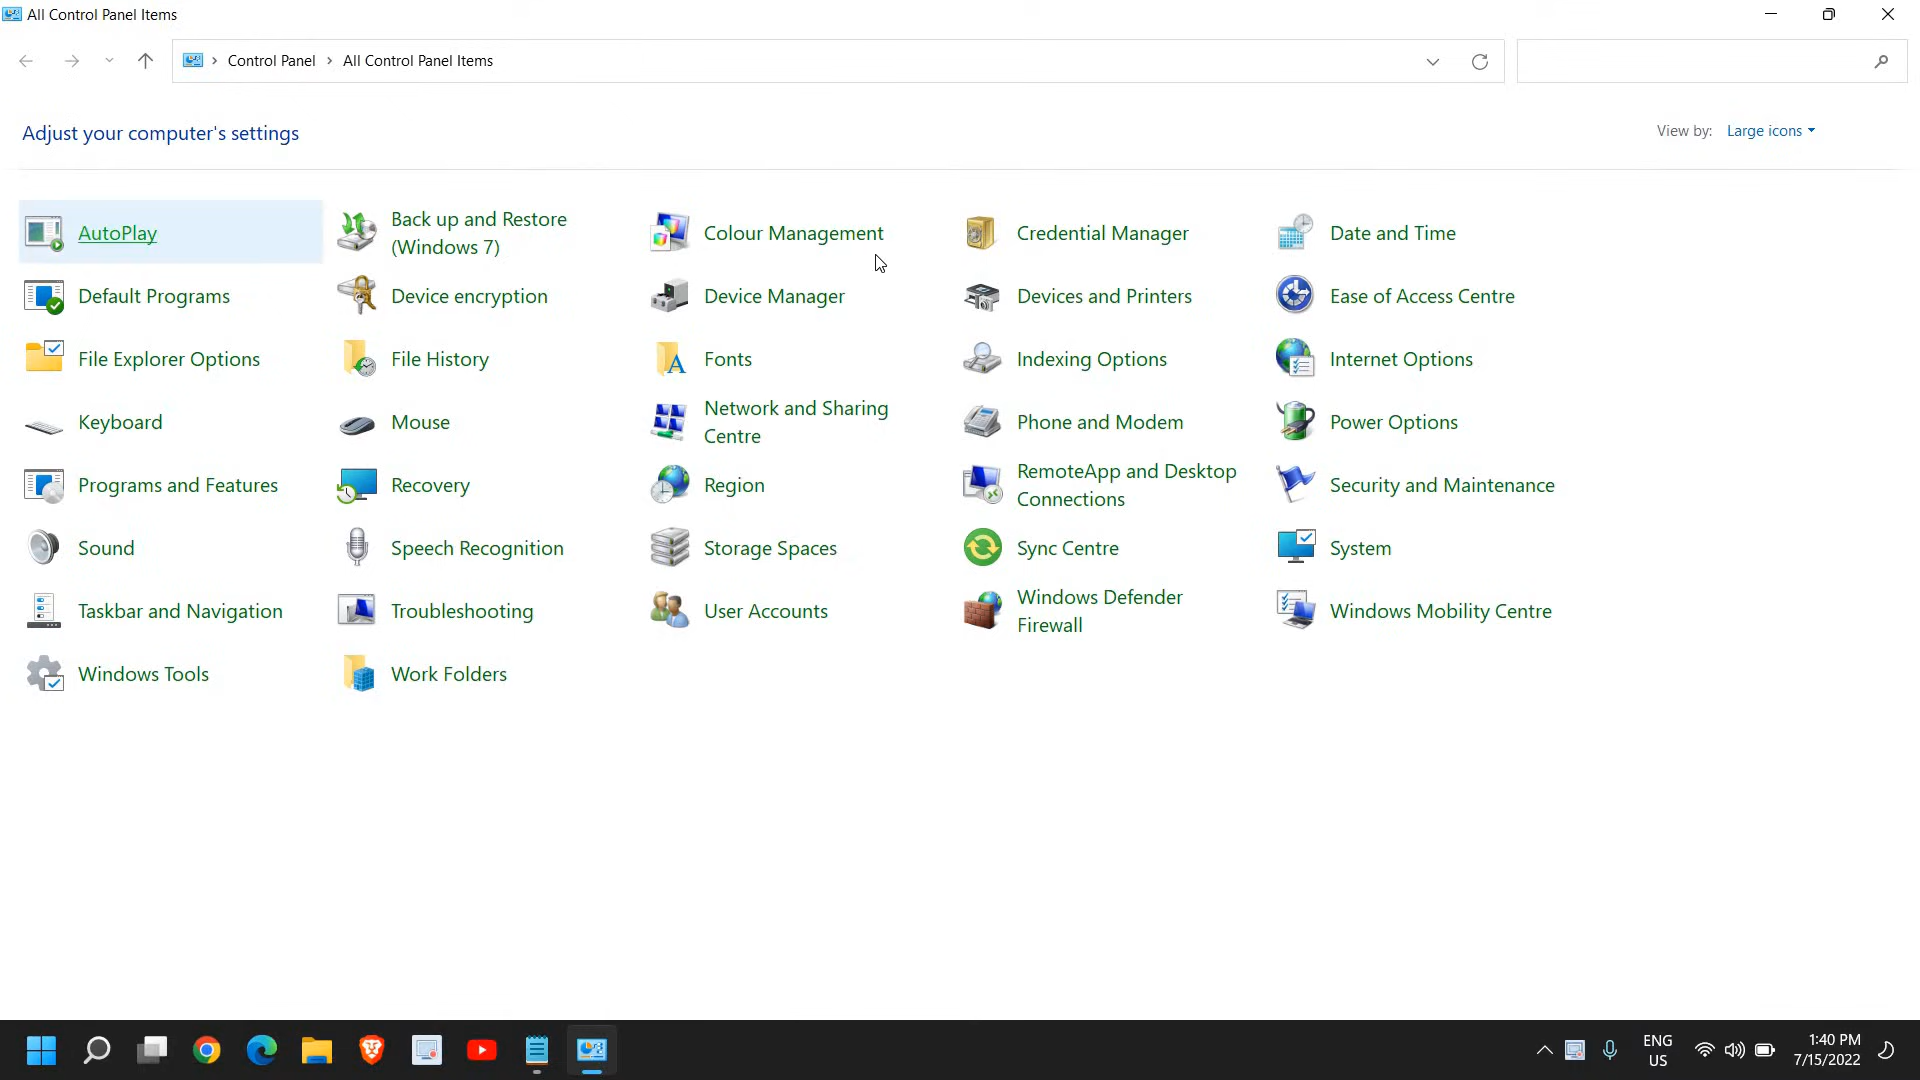 All Control Panel Items
Control Panel All Control Panel Items
Adjust your computer's settings
View by: Large icons
AutoPlay
Back up and Restore
(Windows 7)
Colour Management
Credential Manager
Date and Time
Default Programs
Device encryption
Device Manager
Devices and Printers
Ease of Access Centre
File Explorer Options
File History
Fonts
Indexing Options
Internet Options
Keyboard
Mouse
Network and Sharing
Centre
Phone and Modem
Power Options
Programs and Features
Recovery
Region
RemoteApp and Desktop
Connections
Security and Maintenance
Sound
Speech Recognition
Storage Spaces
Sync Centre
System
Taskbar and Navigation
Troubleshooting
User Accounts
Windows Defender
Firewall
Windows Mobility Centre
Windows Tools
Work Folders
ENG
US
1:40 PM
7/15/2022